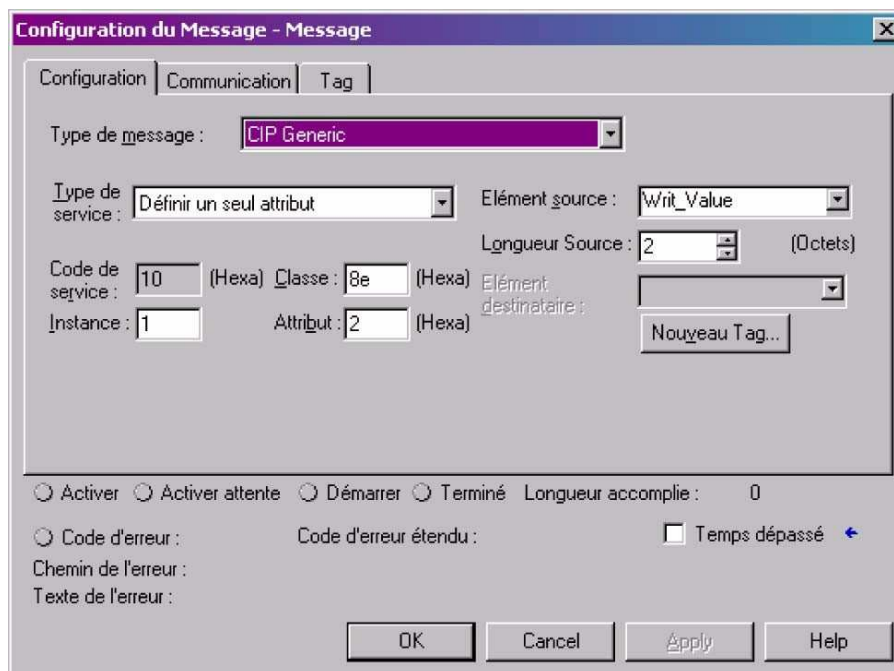 Configuration du Message - Message
Configuration Communication Tag
Type de message : CIP Generic
Type de service : Définir un seul attribut
Elément source : Writ_Value
Longueur Source : 2 (Octets)
Code de service : 10 (Hexa) Classe : 8e (Hexa)
Elément destinataire :
Instance : 1 Attribut : 2 (Hexa)
Nouveau Tag...
Activer Activer attente Démarrer Terminé Longueur accomplie : 0
Code d'erreur : Code d'erreur étendu : Temps dépassé
Chemin de l'erreur :
Texte de l'erreur :
OK Cancel Apply Help